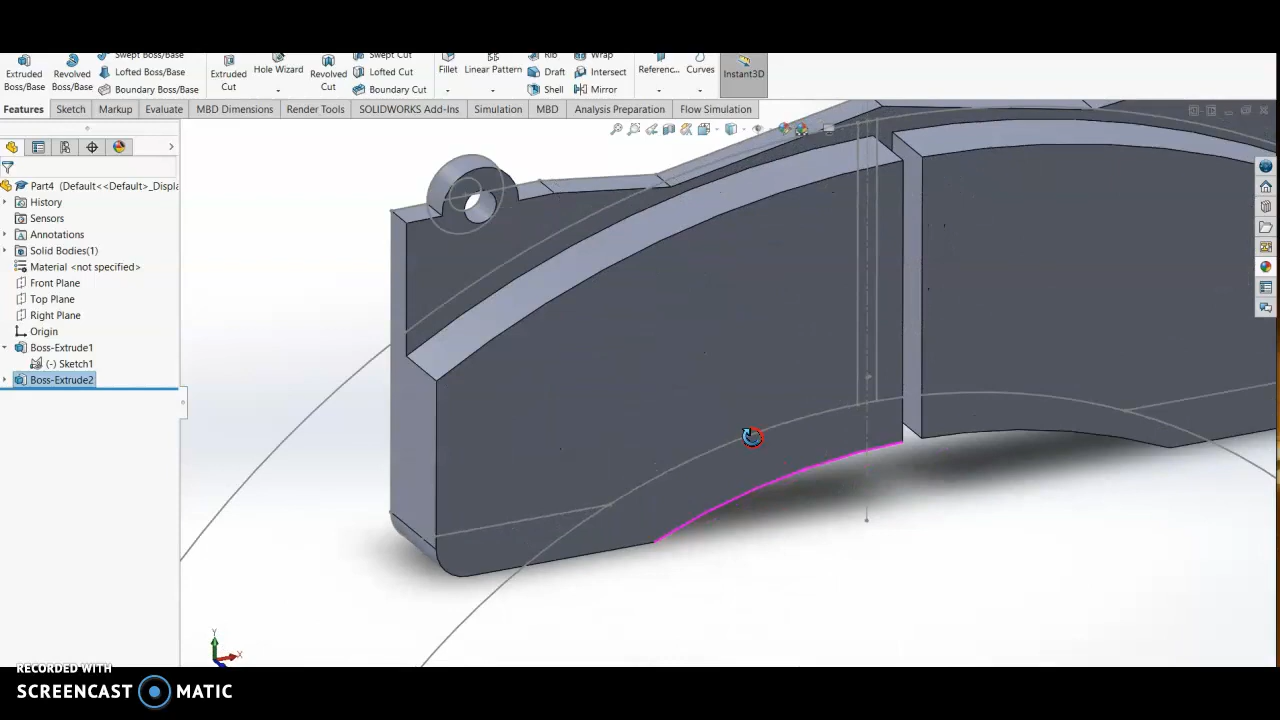 Swept Boss/Base
Swept Cut
Rib
Wrap
Extruded Boss/Base
Revolved Boss/Base
Lofted Boss/Base
Boundary Boss/Base
Extruded Cut
Hole Wizard
Revolved Cut
Lofted Cut
Boundary Cut
Fillet
Linear Pattern
Draft
Shell
Intersect
Mirror
Referenc...
Curves
Instant3D
Features
Sketch
Markup
Evaluate
MBD Dimensions
Render Tools
SOLIDWORKS Add-Ins
Simulation
MBD
Analysis Preparation
Flow Simulation
Part4 (Default<<Default>_Displa
History
Sensors
Annotations
Solid Bodies(1)
Material <not specified>
Front Plane
Top Plane
Right Plane
Origin
Boss-Extrude1
(-) Sketch1
Boss-Extrude2
Y
X
RECORDED WITH
SCREENCAST MATIC